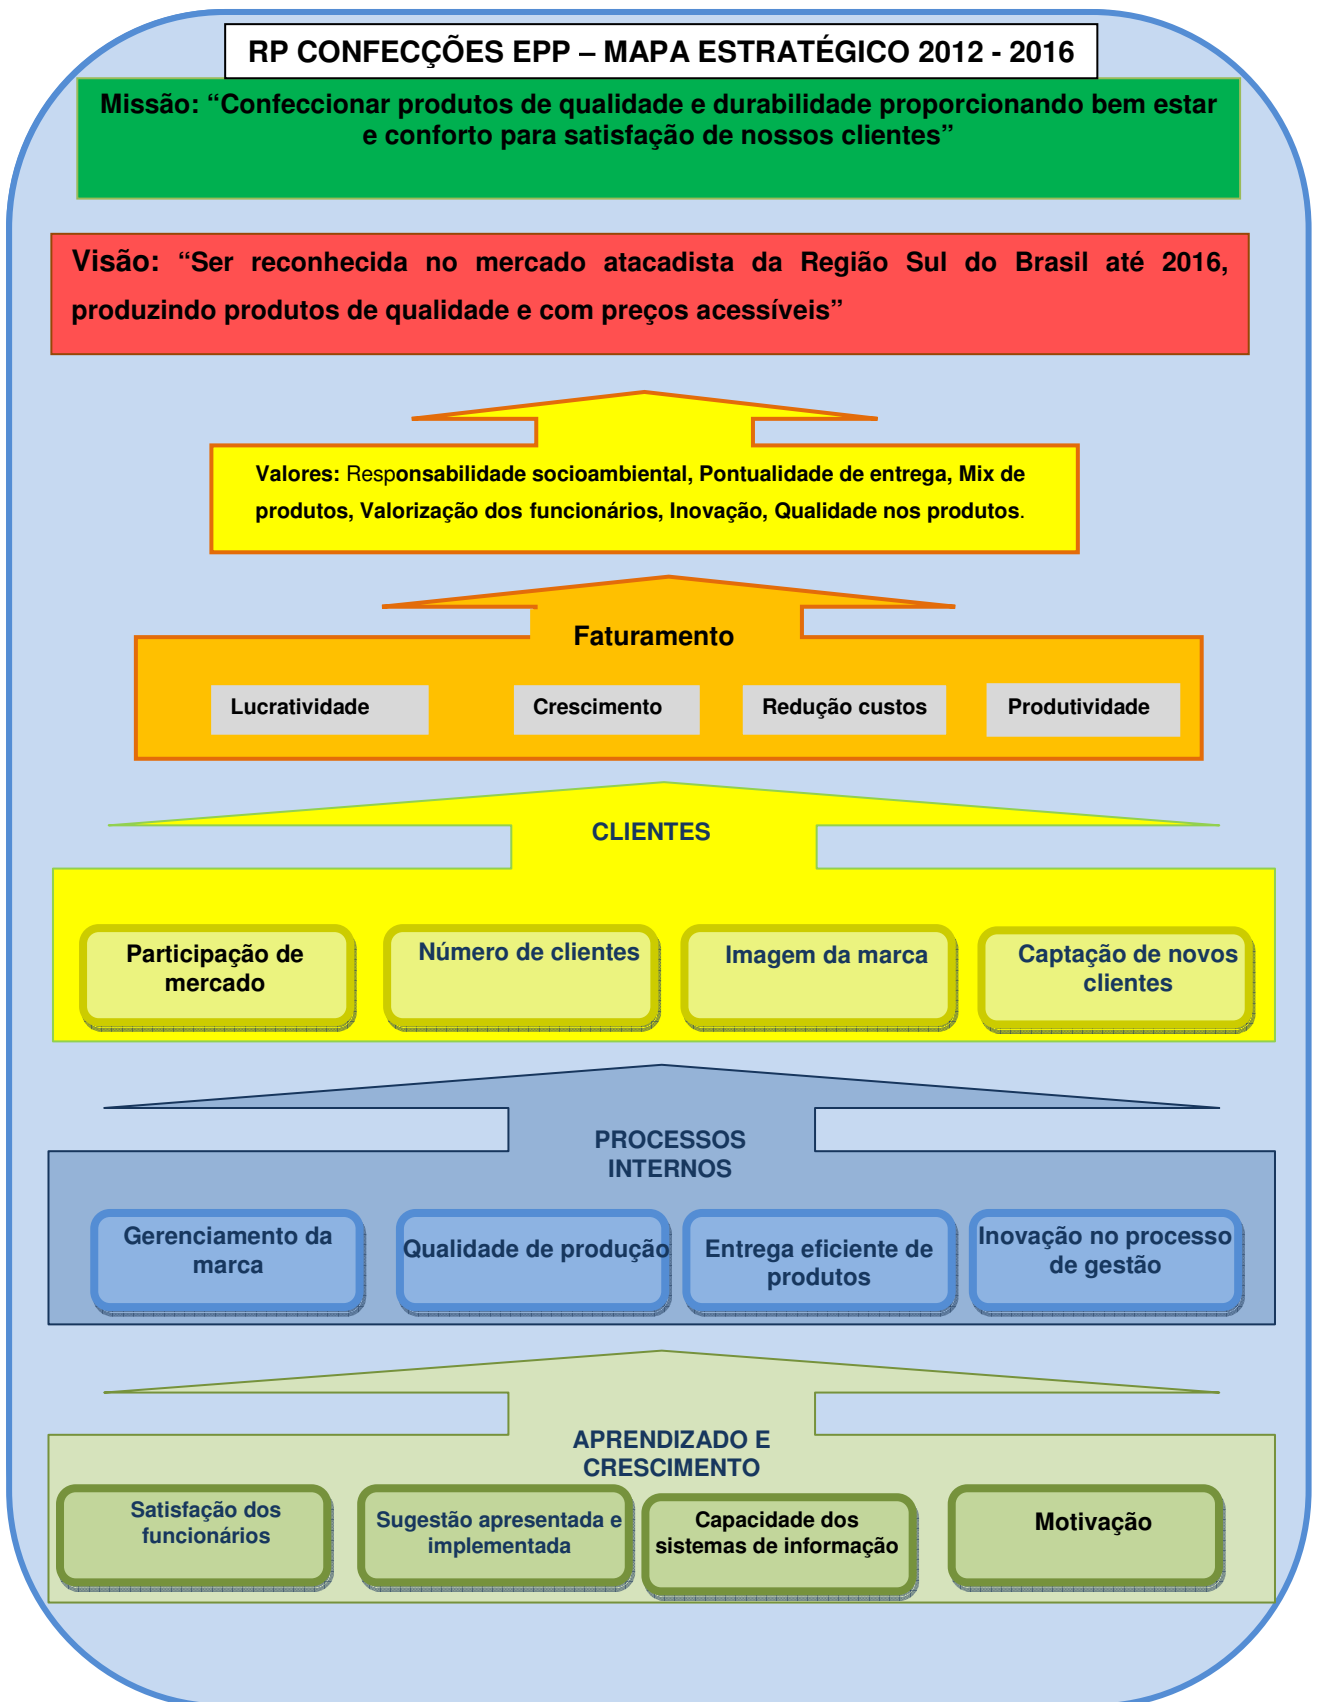 RP CONFECÇÕES EPP – MAPA ESTRATÉGICO 2012 - 2016
Missão: “Confeccionar produtos de qualidade e durabilidade proporcionando bem estar
e conforto para satisfação de nossos clientes”
Visão: “Ser reconhecida no mercado atacadista da Região Sul do Brasil até 2016,
produzindo produtos de qualidade e com preços acessíveis”
Valores: Responsabilidade socioambiental, Pontualidade de entrega, Mix de
produtos, Valorização dos funcionários, Inovação, Qualidade nos produtos.
Faturamento
Lucratividade
Crescimento
Redução custos
Produtividade
CLIENTES
Participação de
mercado
Número de clientes
Imagem da marca
Captação de novos
clientes
PROCESSOS
INTERNOS
Gerenciamento da
marca
Qualidade de produção
Entrega eficiente de
produtos
Inovação no processo
de gestão
APRENDIZADO E
CRESCIMENTO
Satisfação dos
funcionários
Sugestão apresentada e
implementada
Capacidade dos
sistemas de informação
Motivação